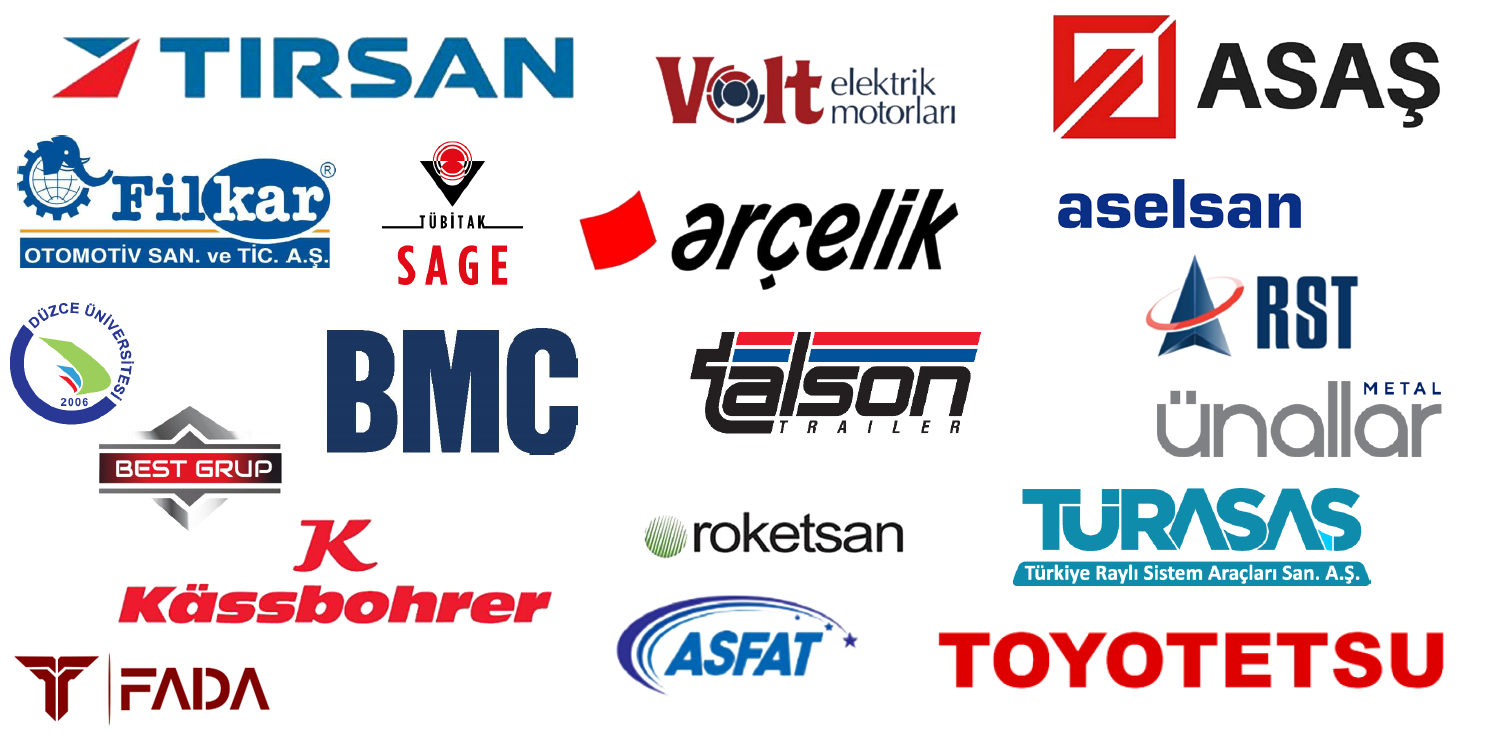 TIRSAN
Volt elektrik
motorları
ASAŞ
Filkar®
OTOMOTİV SAN. ve TİC. A.Ş.
TÜBİTAK
SAGE
arçelik
aselsan
RST
DÜZCE ÜNİVERSİTESİ
2006
BMC
talson
TRAILER
METAL
ünallar
BEST GRUP
K
Kässbohrer
roketsan
TÜRASAŞ
Türkiye Raylı Sistem Araçları San. A.Ş.
ASFAT
TOYOTETSU
FADA